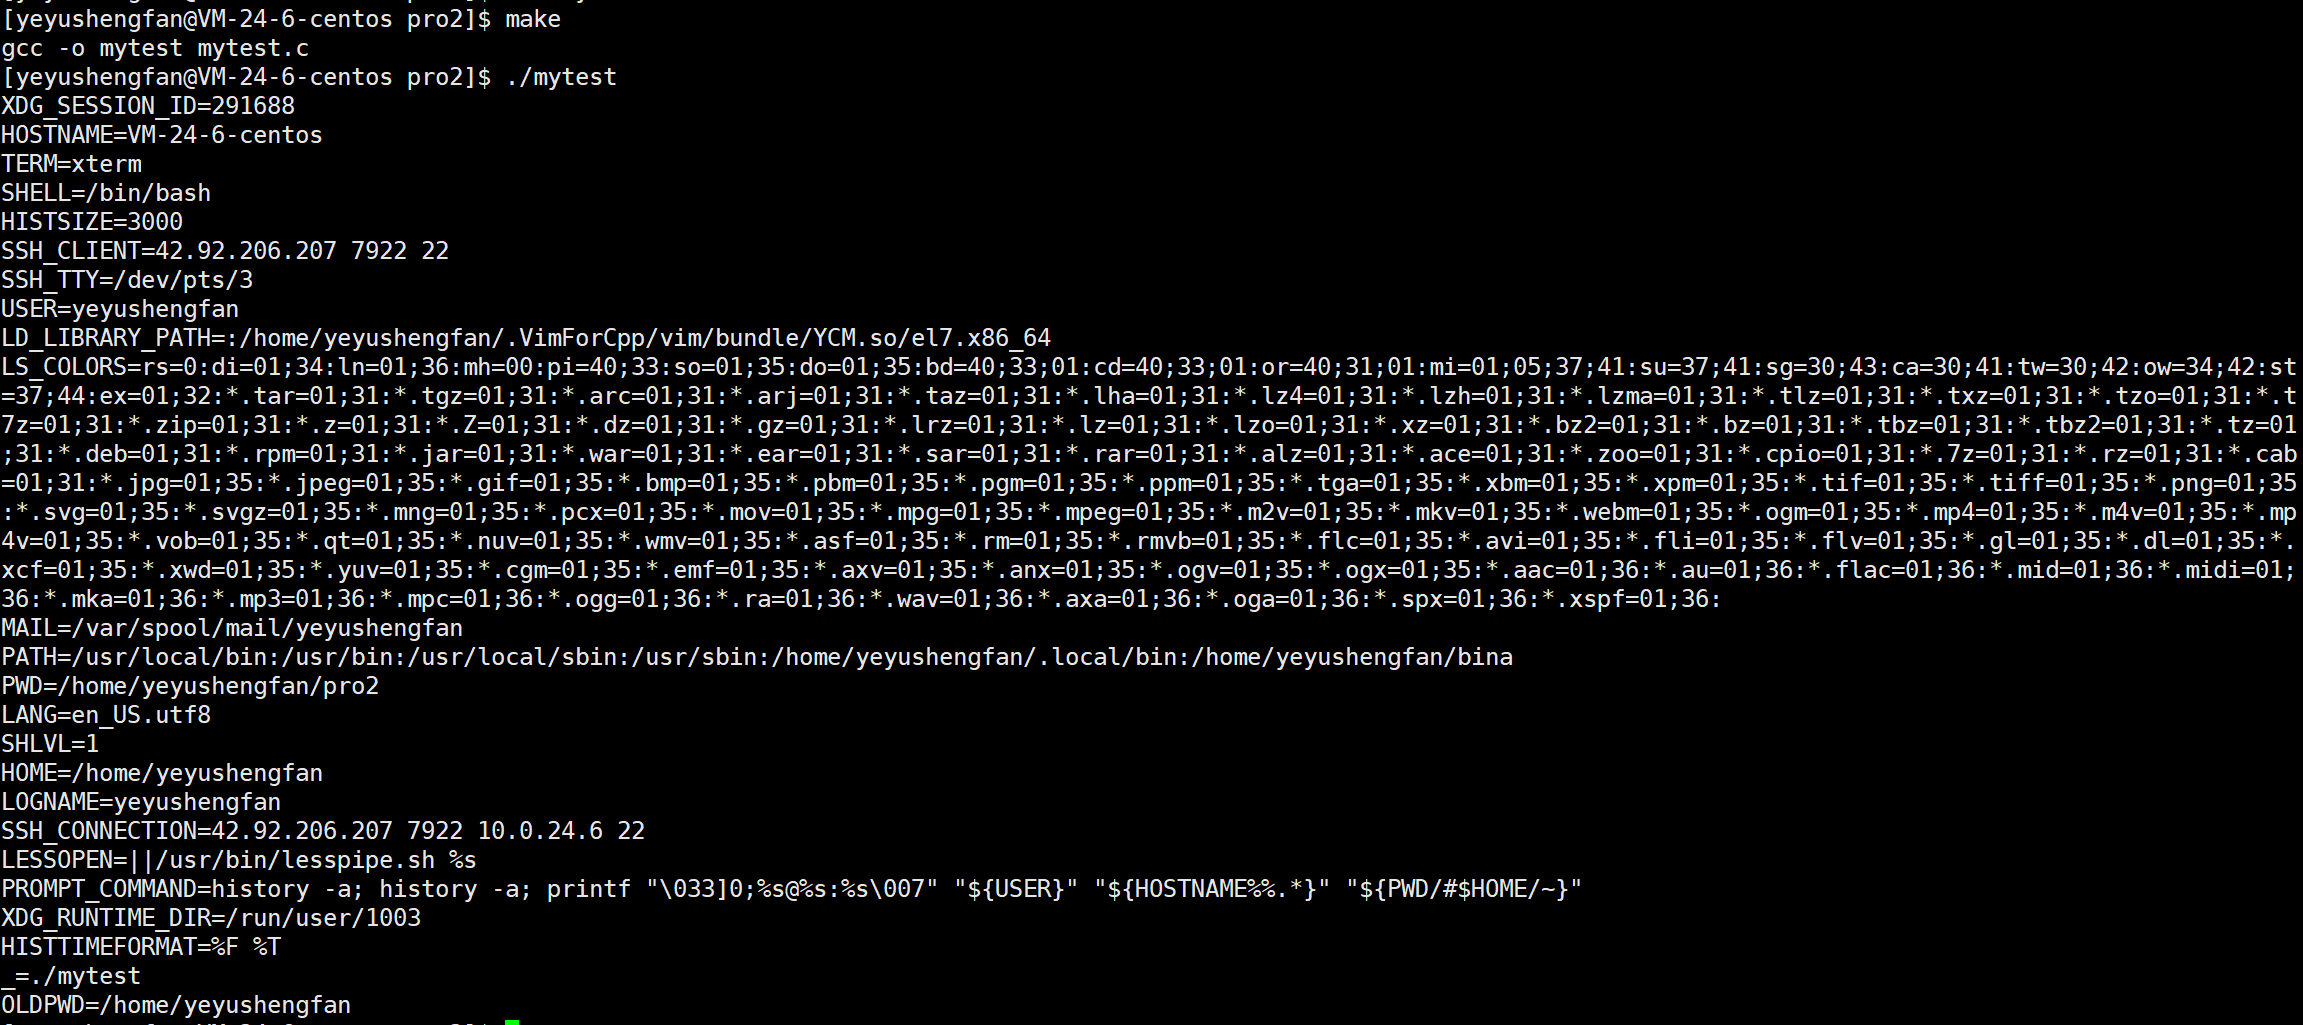 [yeyushengfan@VM-24-6-centos pro2]$ make
gcc -o mytest mytest.c
[yeyushengfan@VM-24-6-centos pro2]$ ./mytest
XDG_SESSION_ID=291688
HOSTNAME=VM-24-6-centos
TERM=xterm
SHELL=/bin/bash
HISTSIZE=3000
SSH_CLIENT=42.92.206.207 7922 22
SSH_TTY=/dev/pts/3
USER=yeyushengfan
LD_LIBRARY_PATH=:/home/yeyushengfan/.VimForCpp/vim/bundle/YCM.so/el7.x86_64
LS_COLORS=rs=0:di=01;34:ln=01;36:mh=00:pi=40;33:so=01;35:do=01;35:bd=40;33;01:cd=40;33;01:or=40;31;01:mi=01;05;37;41:su=37;41:sg=30;43:ca=30;41:tw=30;42:ow=34;42:st
=37;44:ex=01;32:*.tar=01;31:*.tgz=01;31:*.arc=01;31:*.arj=01;31:*.taz=01;31:*.lha=01;31:*.lz4=01;31:*.lzh=01;31:*.lzma=01;31:*.tlz=01;31:*.txz=01;31:*.tzo=01;31:*.t
7z=01;31:*.zip=01;31:*.z=01;31:*.Z=01;31:*.dz=01;31:*.gz=01;31:*.lrz=01;31:*.lz=01;31:*.lzo=01;31:*.xz=01;31:*.bz2=01;31:*.bz=01;31:*.tbz=01;31:*.tbz2=01;31:*.tz=01
;31:*.deb=01;31:*.rpm=01;31:*.jar=01;31:*.war=01;31:*.ear=01;31:*.sar=01;31:*.rar=01;31:*.alz=01;31:*.ace=01;31:*.zoo=01;31:*.cpio=01;31:*.7z=01;31:*.rz=01;31:*.cab
=01;31:*.jpg=01;35:*.jpeg=01;35:*.gif=01;35:*.bmp=01;35:*.pbm=01;35:*.pgm=01;35:*.ppm=01;35:*.tga=01;35:*.xbm=01;35:*.xpm=01;35:*.tif=01;35:*.tiff=01;35:*.png=01;35
:*.svg=01;35:*.svgz=01;35:*.mng=01;35:*.pcx=01;35:*.mov=01;35:*.mpg=01;35:*.mpeg=01;35:*.m2v=01;35:*.mkv=01;35:*.webm=01;35:*.ogm=01;35:*.mp4=01;35:*.m4v=01;35:*.mp
4v=01;35:*.vob=01;35:*.qt=01;35:*.nuv=01;35:*.wmv=01;35:*.asf=01;35:*.rm=01;35:*.rmvb=01;35:*.flc=01;35:*.avi=01;35:*.fli=01;35:*.flv=01;35:*.gl=01;35:*.dl=01;35:*.
xcf=01;35:*.xwd=01;35:*.yuv=01;35:*.cgm=01;35:*.emf=01;35:*.axv=01;35:*.anx=01;35:*.ogv=01;35:*.ogx=01;35:*.aac=01;36:*.au=01;36:*.flac=01;36:*.mid=01;36:*.midi=01;
36:*.mka=01;36:*.mp3=01;36:*.mpc=01;36:*.ogg=01;36:*.ra=01;36:*.wav=01;36:*.axa=01;36:*.oga=01;36:*.spx=01;36:*.xspf=01;36:
MAIL=/var/spool/mail/yeyushengfan
PATH=/usr/local/bin:/usr/bin:/usr/local/sbin:/usr/sbin:/home/yeyushengfan/.local/bin:/home/yeyushengfan/bina
PWD=/home/yeyushengfan/pro2
LANG=en_US.utf8
SHLVL=1
HOME=/home/yeyushengfan
LOGNAME=yeyushengfan
SSH_CONNECTION=42.92.206.207 7922 10.0.24.6 22
LESSOPEN=||/usr/bin/lesspipe.sh %s
PROMPT_COMMAND=history -a; history -a; printf "\033]0;%s@%s:%s\007" "${USER}" "${HOSTNAME%%.*}" "${PWD/#$HOME/~}"
XDG_RUNTIME_DIR=/run/user/1003
HISTTIMEFORMAT=%F %T
_=./mytest
OLDPWD=/home/yeyushengfan